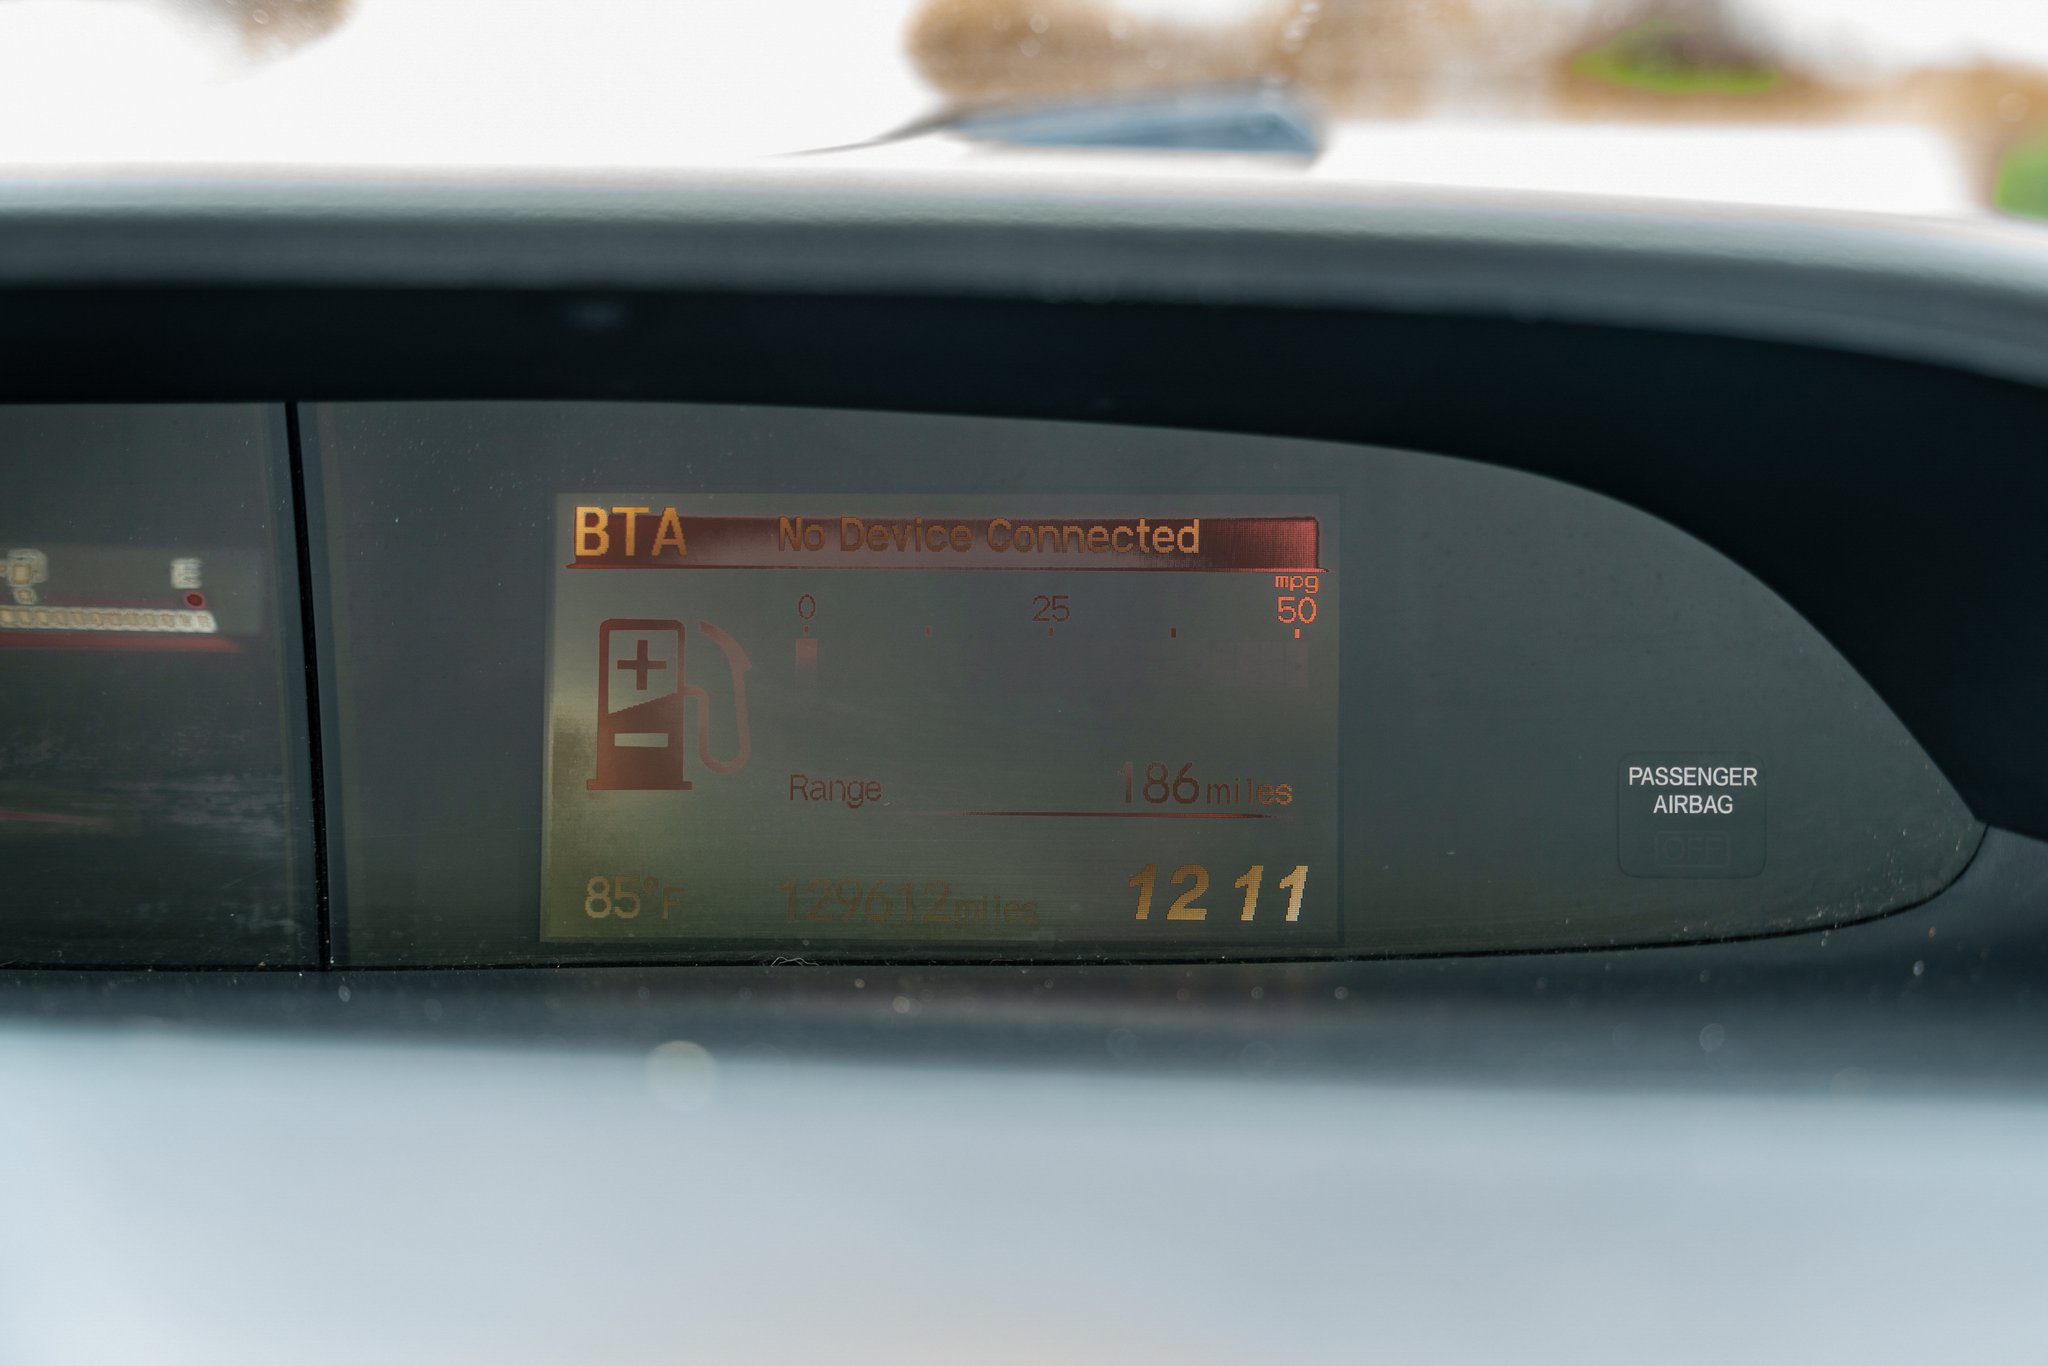 BTA No Device Connected
mpg
0 25 50
Range 186 miles
85°F 129612 miles 12 11
PASSENGER
AIRBAG
OFF